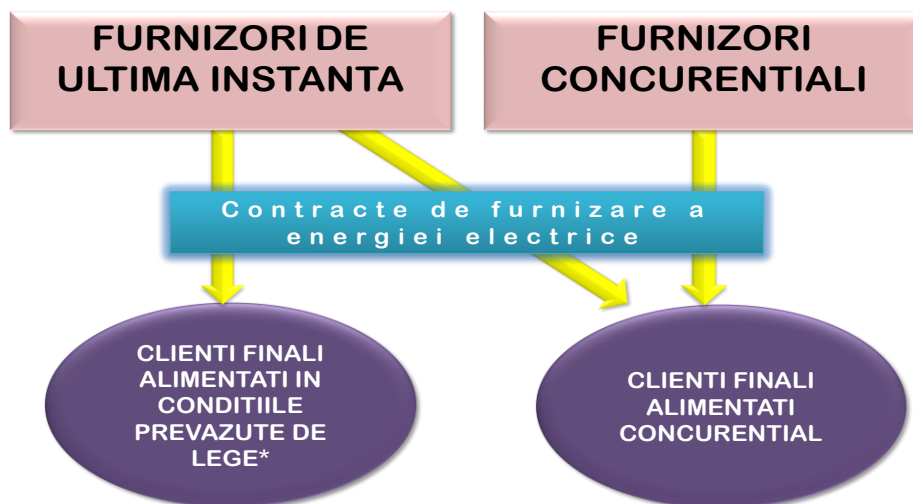 FURNIZORI DE
ULTIMA INSTANTA
FURNIZORI
CONCURENTIALI
Contracte de furnizare a
energiei electrice
CLIENTI FINALI
ALIMENTATI IN
CONDITIILE
PREVAZUTE DE
LEGE*
CLIENTI FINALI
ALIMENTATI
CONCURENTIAL